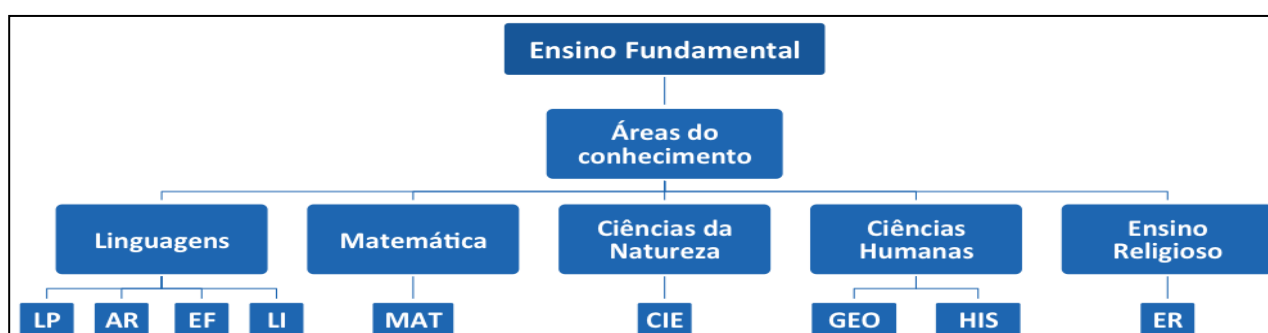 Ensino Fundamental
Áreas do
conhecimento
Linguagens
Matemática
Ciências da
Natureza
Ciências
Humanas
Ensino
Religioso
LP
AR
EF
LI
MAT
CIE
GEO
HIS
ER